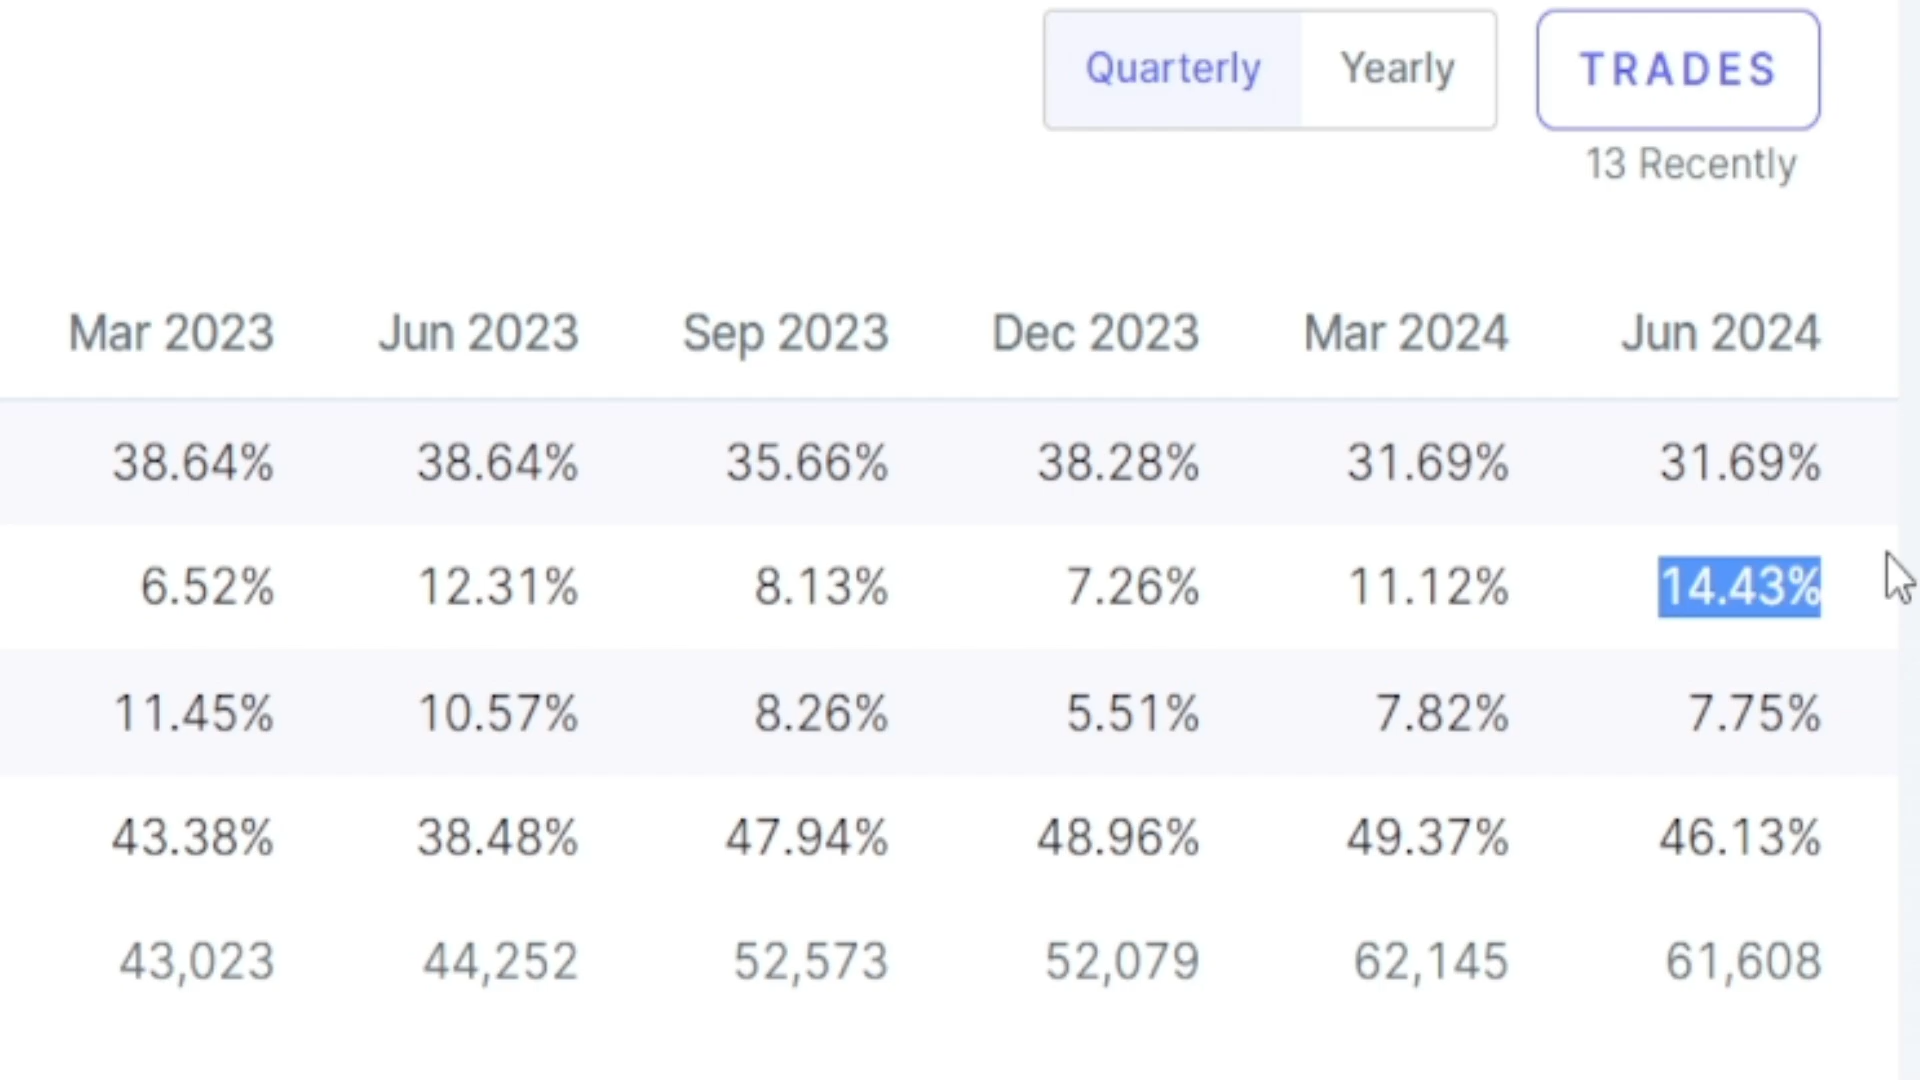 Quarterly Yearly TRADES
13 Recently
Mar 2023 Jun 2023 Sep 2023 Dec 2023 Mar 2024 Jun 2024
38.64% 38.64% 35.66% 38.28% 31.69% 31.69%
6.52% 12.31% 8.13% 7.26% 11.12% 14.43%
11.45% 10.57% 8.26% 5.51% 7.82% 7.75%
43.38% 38.48% 47.94% 48.96% 49.37% 46.13%
43,023 44,252 52,573 52,079 62,145 61,608